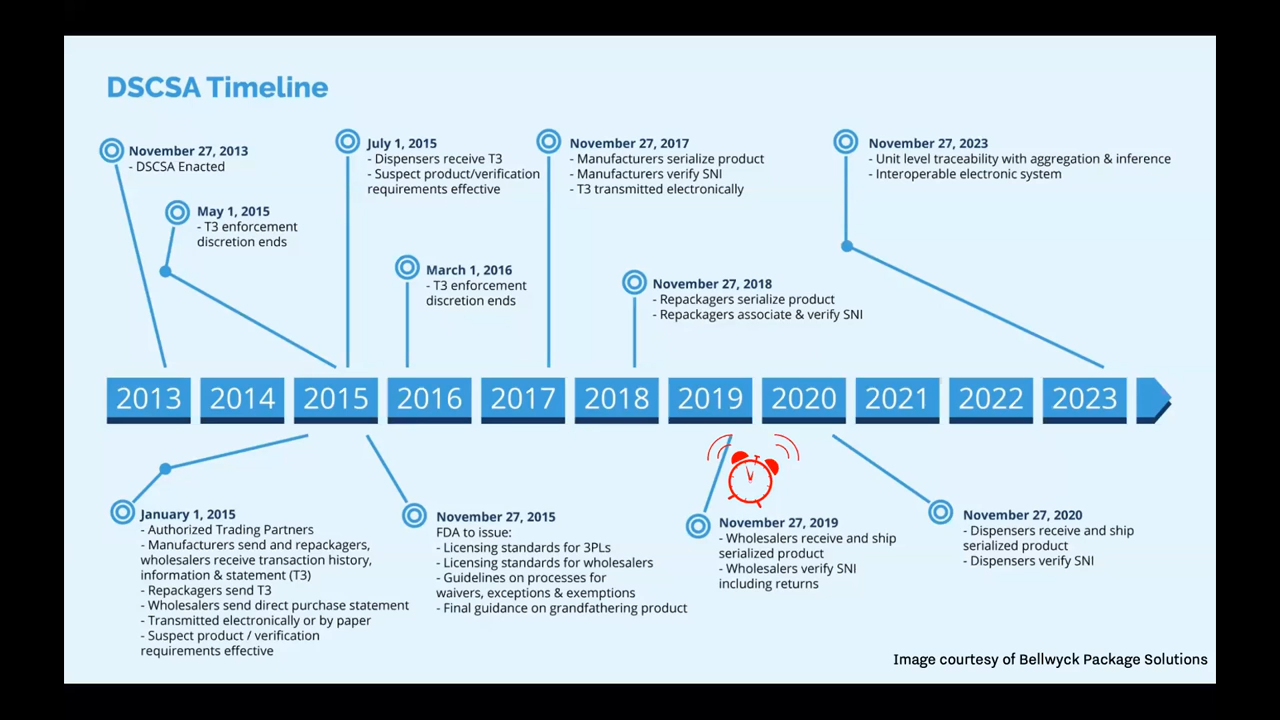 DSCSA Timeline
November 27, 2013
- DSCSA Enacted
May 1, 2015
- T3 enforcement
discretion ends
July 1, 2015
- Dispensers receive T3
- Suspect product/verification
requirements effective
March 1, 2016
- T3 enforcement
discretion ends
November 27, 2017
- Manufacturers serialize product
- Manufacturers verify SNI
- T3 transmitted electronically
November 27, 2018
- Repackagers serialize product
- Repackagers associate & verify SNI
November 27, 2023
- Unit level traceability with aggregation & inference
- Interoperable electronic system
2013 2014 2015 2016 2017 2018 2019 2020 2021 2022 2023
January 1, 2015
- Authorized Trading Partners
- Manufacturers send and repackagers,
wholesalers receive transaction history,
information & statement (T3)
- Repackagers send T3
- Wholesalers send direct purchase statement
- Transmitted electronically or by paper
- Suspect product / verification
requirements effective
November 27, 2015
FDA to issue:
- Licensing standards for 3PLs
- Licensing standards for wholesalers
- Guidelines on processes for
waivers, exceptions & exemptions
- Final guidance on grandfathering product
November 27, 2019
- Wholesalers receive and ship
serialized product
- Wholesalers verify SNI
including returns
November 27, 2020
- Dispensers receive and ship
serialized product
- Dispensers verify SNI
Image courtesy of Bellwyck Package Solutions